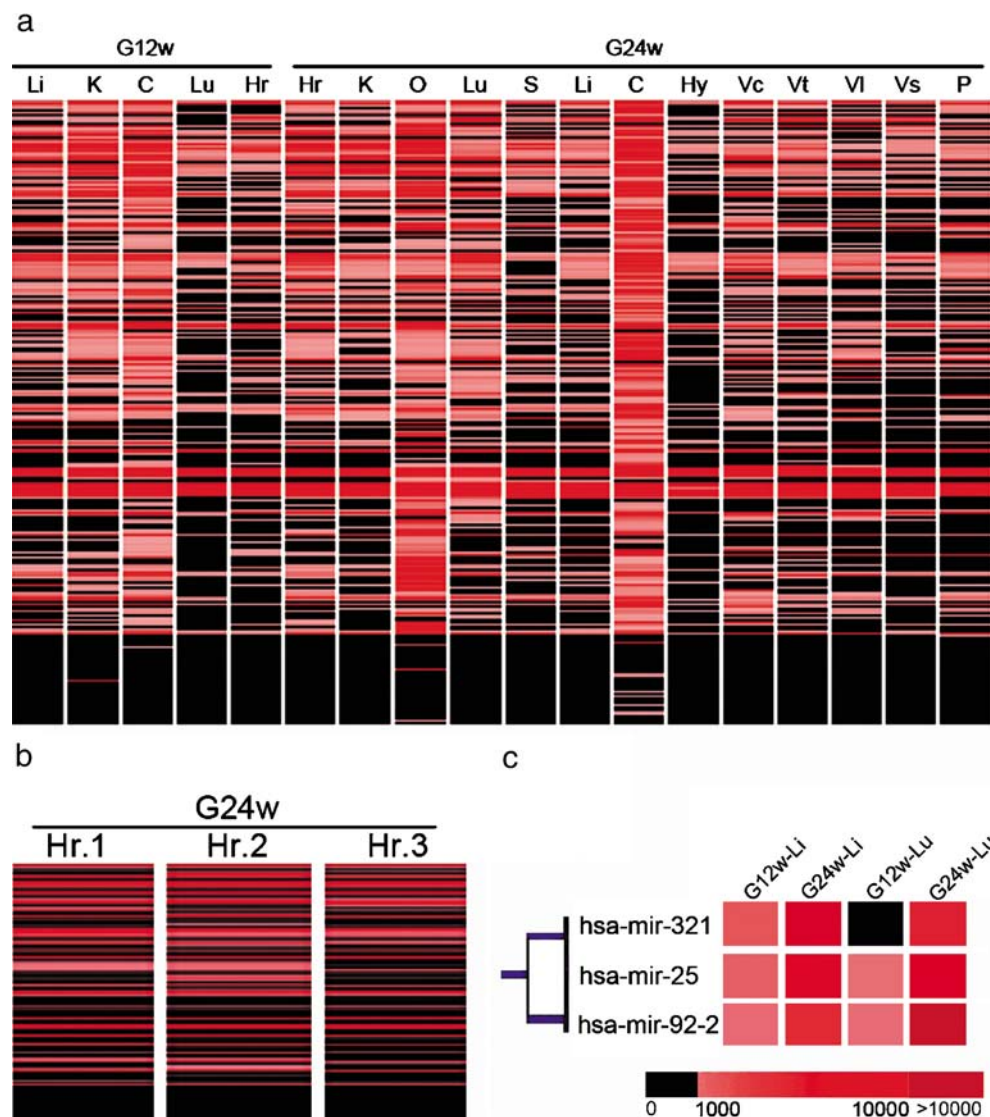 a
G12w G24w
Li K C Lu Hr Hr K O Lu S Li C Hy Vc Vt Vl Vs P
b
G24w
Hr.1 Hr.2 Hr.3
c
G12w-Li G24w-Li G12w-Lu G24w-Lu
hsa-mir-321
hsa-mir-25
hsa-mir-92-2
0 1000 10000 >10000